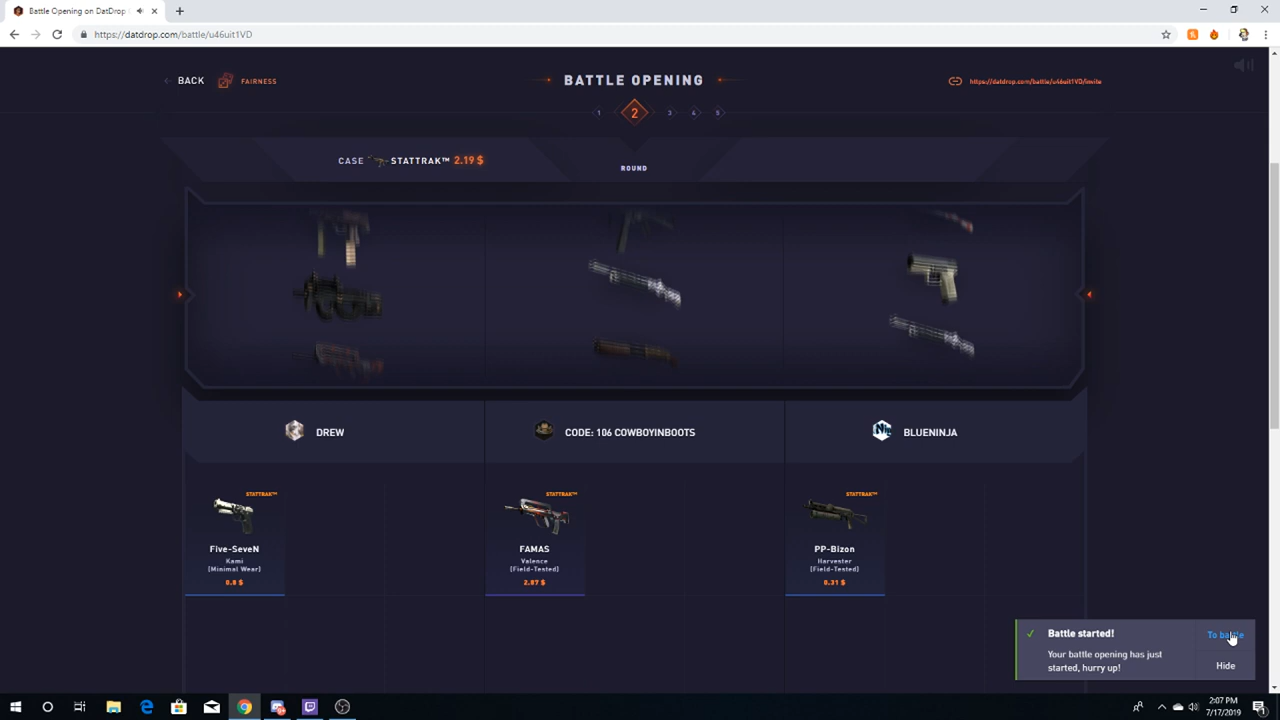 Battle Opening on DatDrop
https://datdrop.com/battle/u46uit1VD
BACK
FAIRNESS
BATTLE OPENING
https://datdrop.com/battle/u46uit1VD/invite
1 2 3 4 5
CASE STATTRAK™ 2.19 $
ROUND
DREW
CODE: 106 COWBOYINBOOTS
BLUENINJA
STATTRAK™
Five-SeveN
Kami
[Minimal Wear]
0.8 $
STATTRAK™
FAMAS
Valence
[Field-Tested]
2.87 $
STATTRAK™
PP-Bizon
Harvester
[Field-Tested]
0.31 $
Battle started!
To battle
Your battle opening has just
started, hurry up!
Hide
2:07 PM
7/17/2019
1